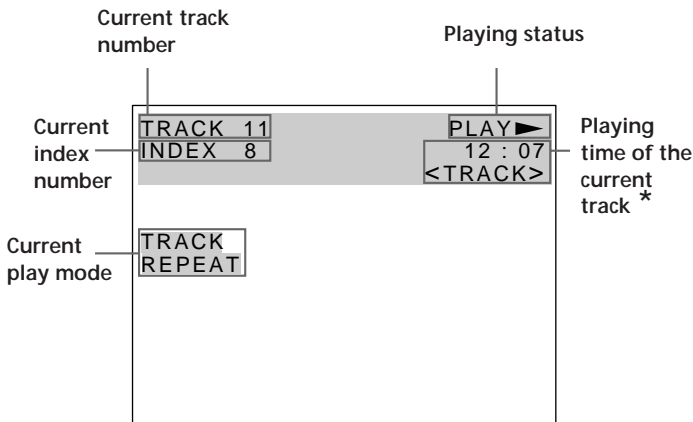 Current track
number
Playing status
Current
index
number
TRACK 11
INDEX 8
PLAY►
12 : 07
<TRACK>
Playing
time of the
current
track *
Current
play mode
TRACK
REPEAT